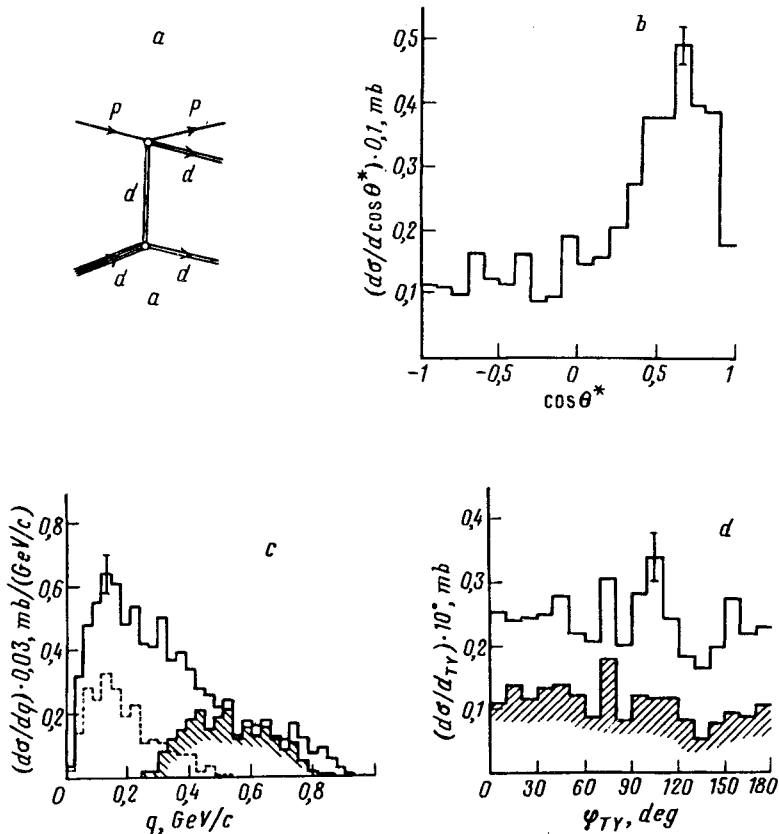 a
p
p
d
d
d
d
a
b
(dσ/d cosθ*)·0,1, mb
0,5
0,4
0,3
0,2
0,1
-1
-0,5
0
0,5
1
cosθ*
c
(dσ/dq)·0,03, mb/(GeV/c)
0,8
0,6
0,4
0,2
0
0,2
0,4
0,6
0,8
q, GeV/c
d
(dσ/d_TY)·10°, mb
0,4
0,3
0,2
0,1
0
30
60
90
120
150
180
φ_TY, deg